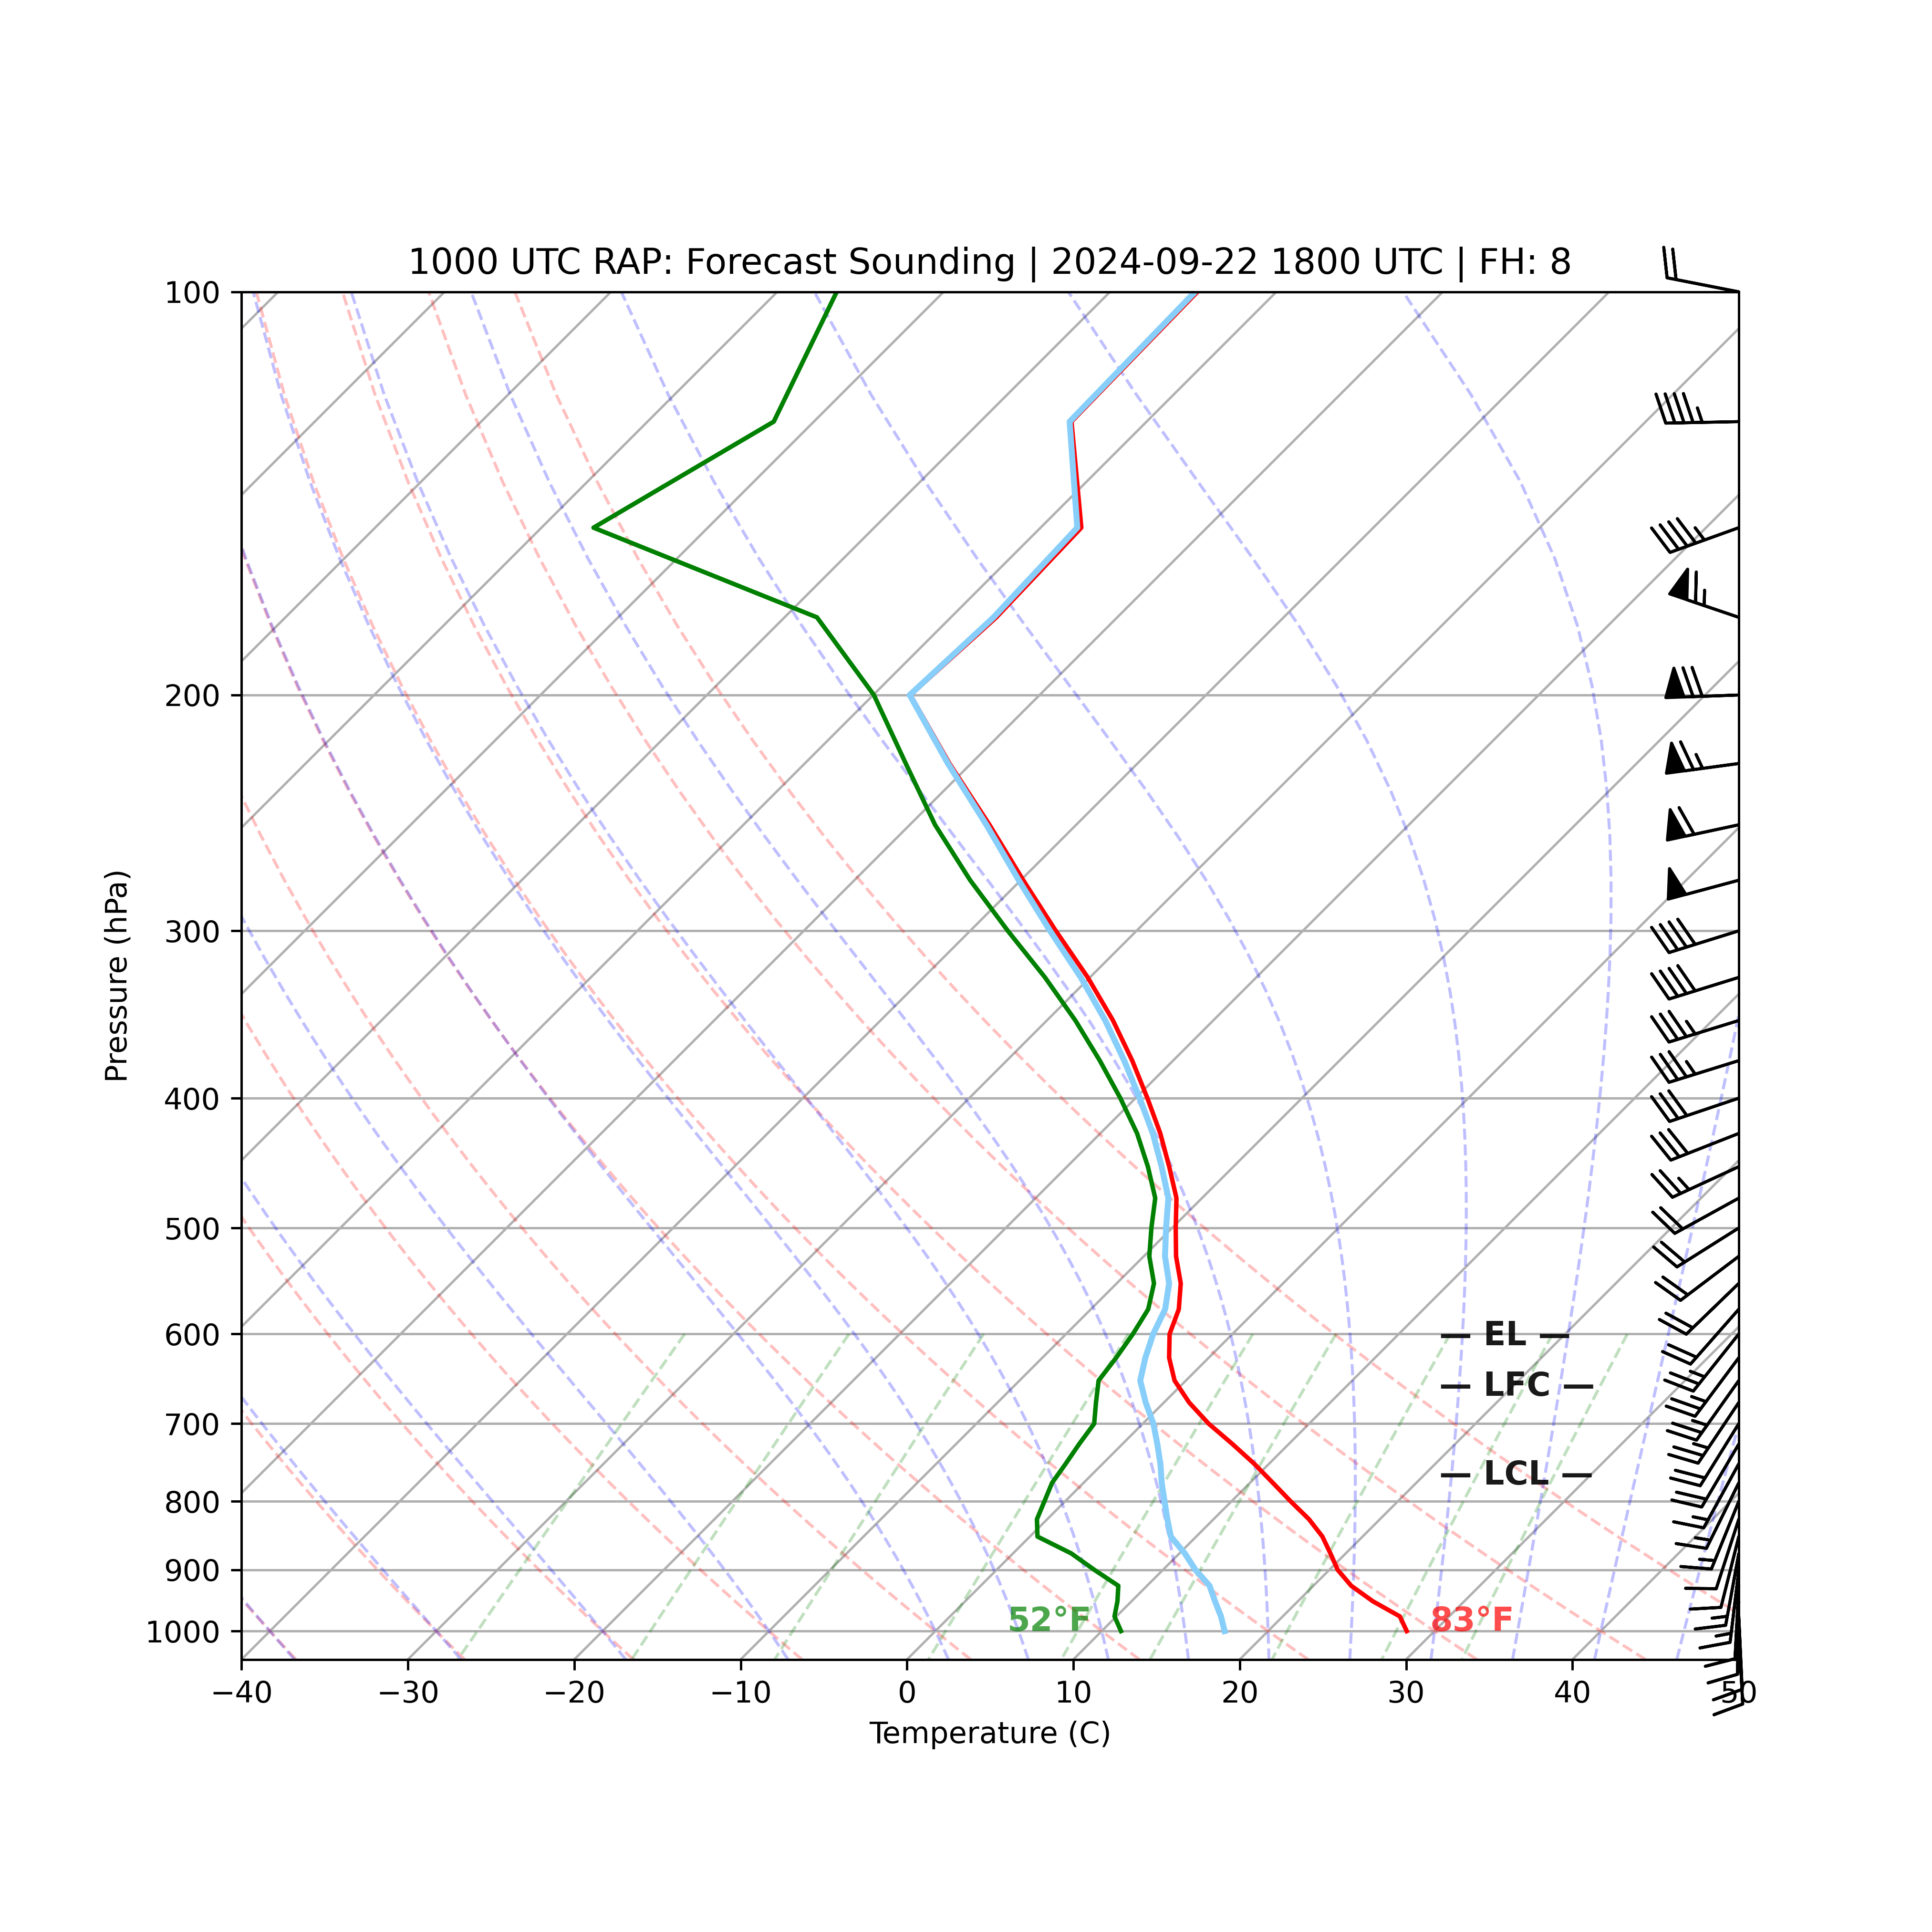 1000 UTC RAP: Forecast Sounding | 2024-09-22 1800 UTC | FH: 8
100
200
300
400
500
600
700
800
900
1000
Pressure (hPa)
— EL —
— LFC —
— LCL —
52°F
83°F
−40 −30 −20 −10 0 10 20 30 40 50
Temperature (C)